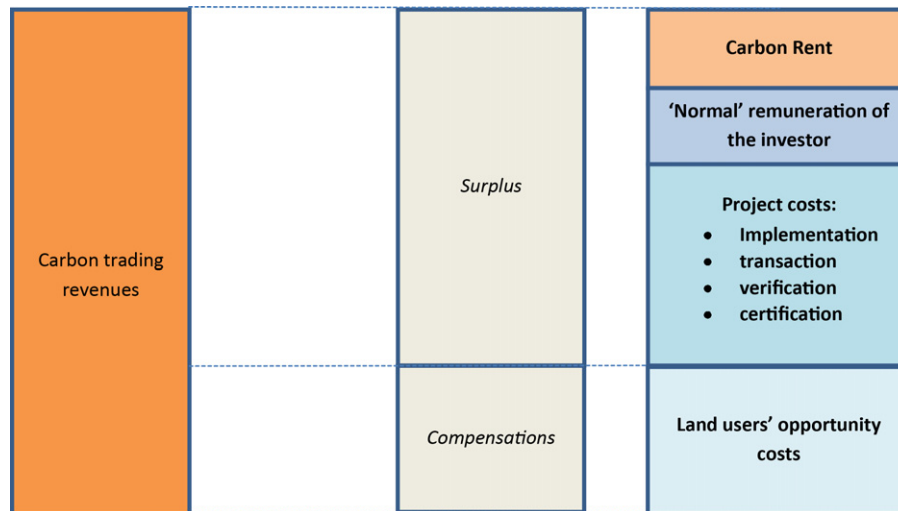 Carbon trading
revenues
Surplus
Compensations
Carbon Rent
‘Normal’ remuneration of
the investor
Project costs:
• Implementation
• transaction
• verification
• certification
Land users’ opportunity
costs